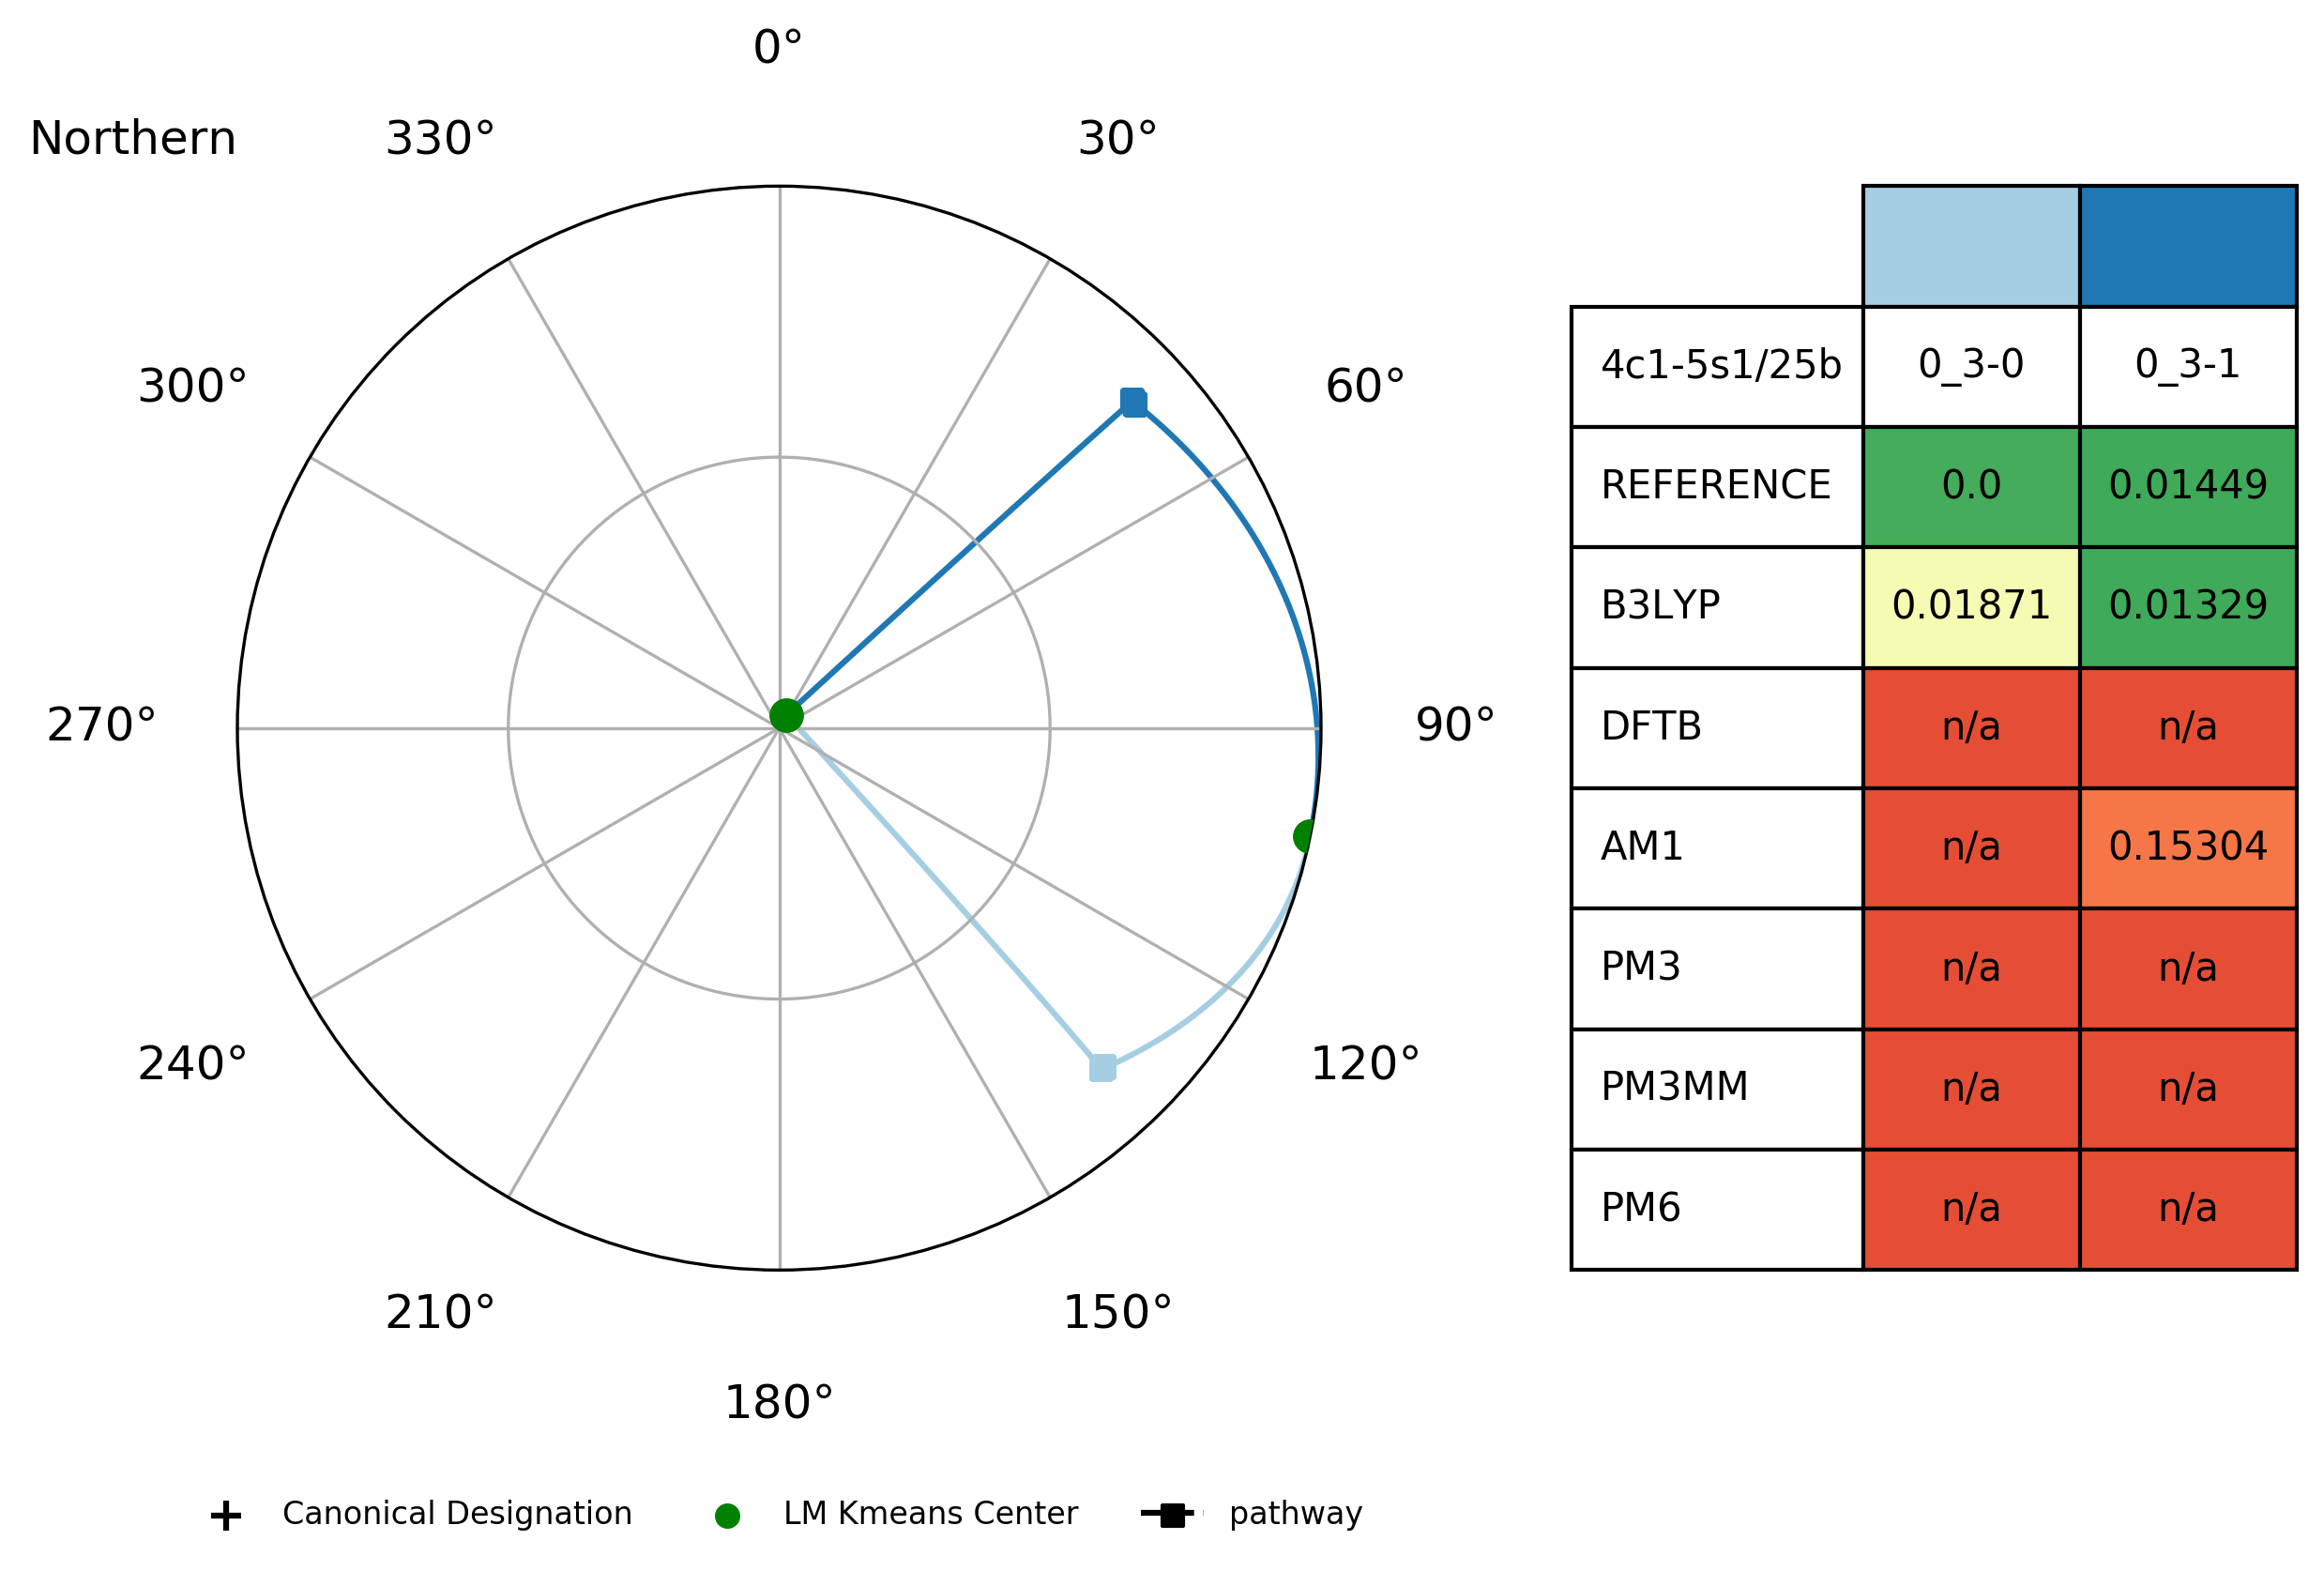 0°
Northern
330°
30°
300°
60°
270°
90°
240°
120°
210°
150°
180°
4c1-5s1/25b 0_3-0 0_3-1
REFERENCE 0.0 0.01449
B3LYP 0.01871 0.01329
DFTB n/a n/a
AM1 n/a 0.15304
PM3 n/a n/a
PM3MM n/a n/a
PM6 n/a n/a
Canonical Designation LM Kmeans Center pathway